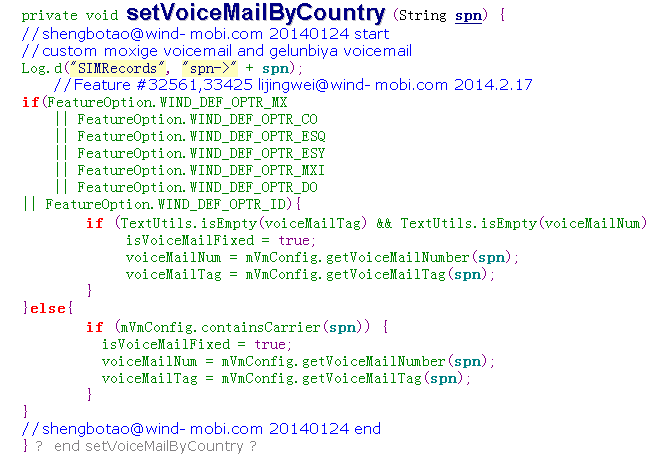 private void setVoiceMailByCountry (String spn) {
//shengbotao@wind-mobi.com 20140124 start
//custom moxige voicemail and gelunbiya voicemail
Log.d("SIMRecords", "spn->" + spn);
//Feature #32561,33425 lijingwei@wind-mobi.com 2014.2.17
if(FeatureOption.WIND_DEF_OPTR_MX
|| FeatureOption.WIND_DEF_OPTR_CO
|| FeatureOption.WIND_DEF_OPTR_ESQ
|| FeatureOption.WIND_DEF_OPTR_ESY
|| FeatureOption.WIND_DEF_OPTR_MXI
|| FeatureOption.WIND_DEF_OPTR_DO
|| FeatureOption.WIND_DEF_OPTR_ID){
if (TextUtils.isEmpty(voiceMailTag) && TextUtils.isEmpty(voiceMailNum)
isVoiceMailFixed = true;
voiceMailNum = mVmConfig.getVoiceMailNumber(spn);
voiceMailTag = mVmConfig.getVoiceMailTag(spn);
}
}else{
if (mVmConfig.containsCarrier(spn)) {
isVoiceMailFixed = true;
voiceMailNum = mVmConfig.getVoiceMailNumber(spn);
voiceMailTag = mVmConfig.getVoiceMailTag(spn);
}
}
//shengbotao@wind-mobi.com 20140124 end
} ? end setVoiceMailByCountry ?